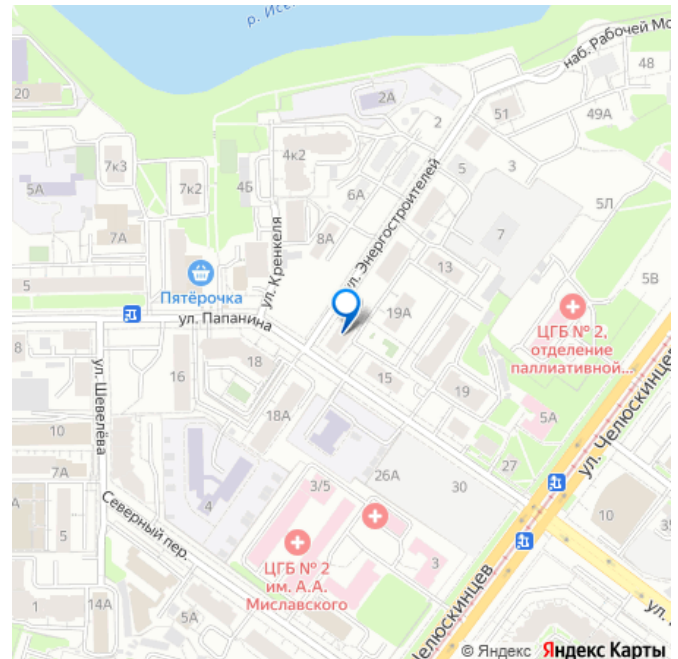 р. Исе
наб. Рабочей Мо
48
20
2А
51
49А
2
7к3
4к2
5
3
5А
7к2
4Б
6А
5Л
7А
8А
7
ул. Энергостроителей
ул. Кренкеля
5
13
5В
Пятёрочка
ул. Папанина
19А
ЦГБ № 2,
отделение
паллиативной...
8
ул. Шевелёва
16
18
15
19
5А
ул. Челюскинцев
10
18А
27
7А
26А
30
3/5
4
10
35
5
Северный пер.
ЦГБ № 2
им. А.А.
Миславского
3
1
14А
5А
Челюскинцев
ул.
© Яндекс Яндекс Карты